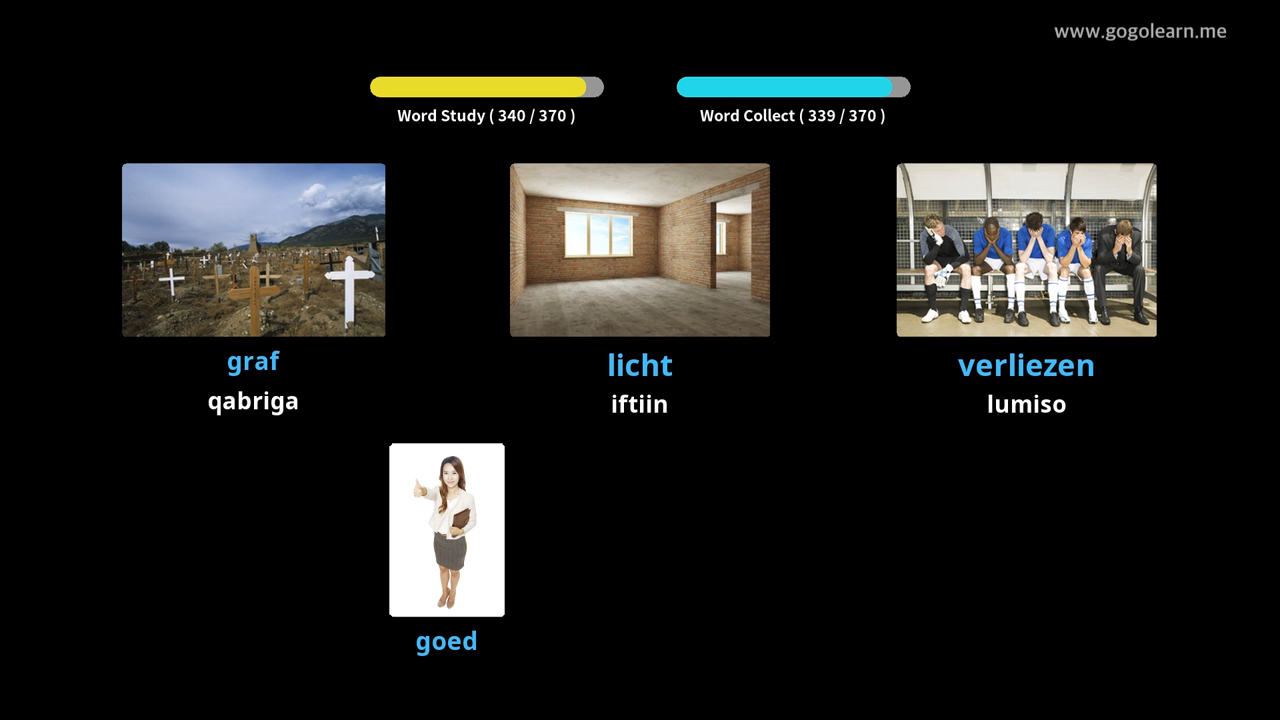 www.gogolearn.me
Word Study ( 340 / 370 )
Word Collect ( 339 / 370 )
graf
qabriga
licht
iftiin
verliezen
lumiso
goed